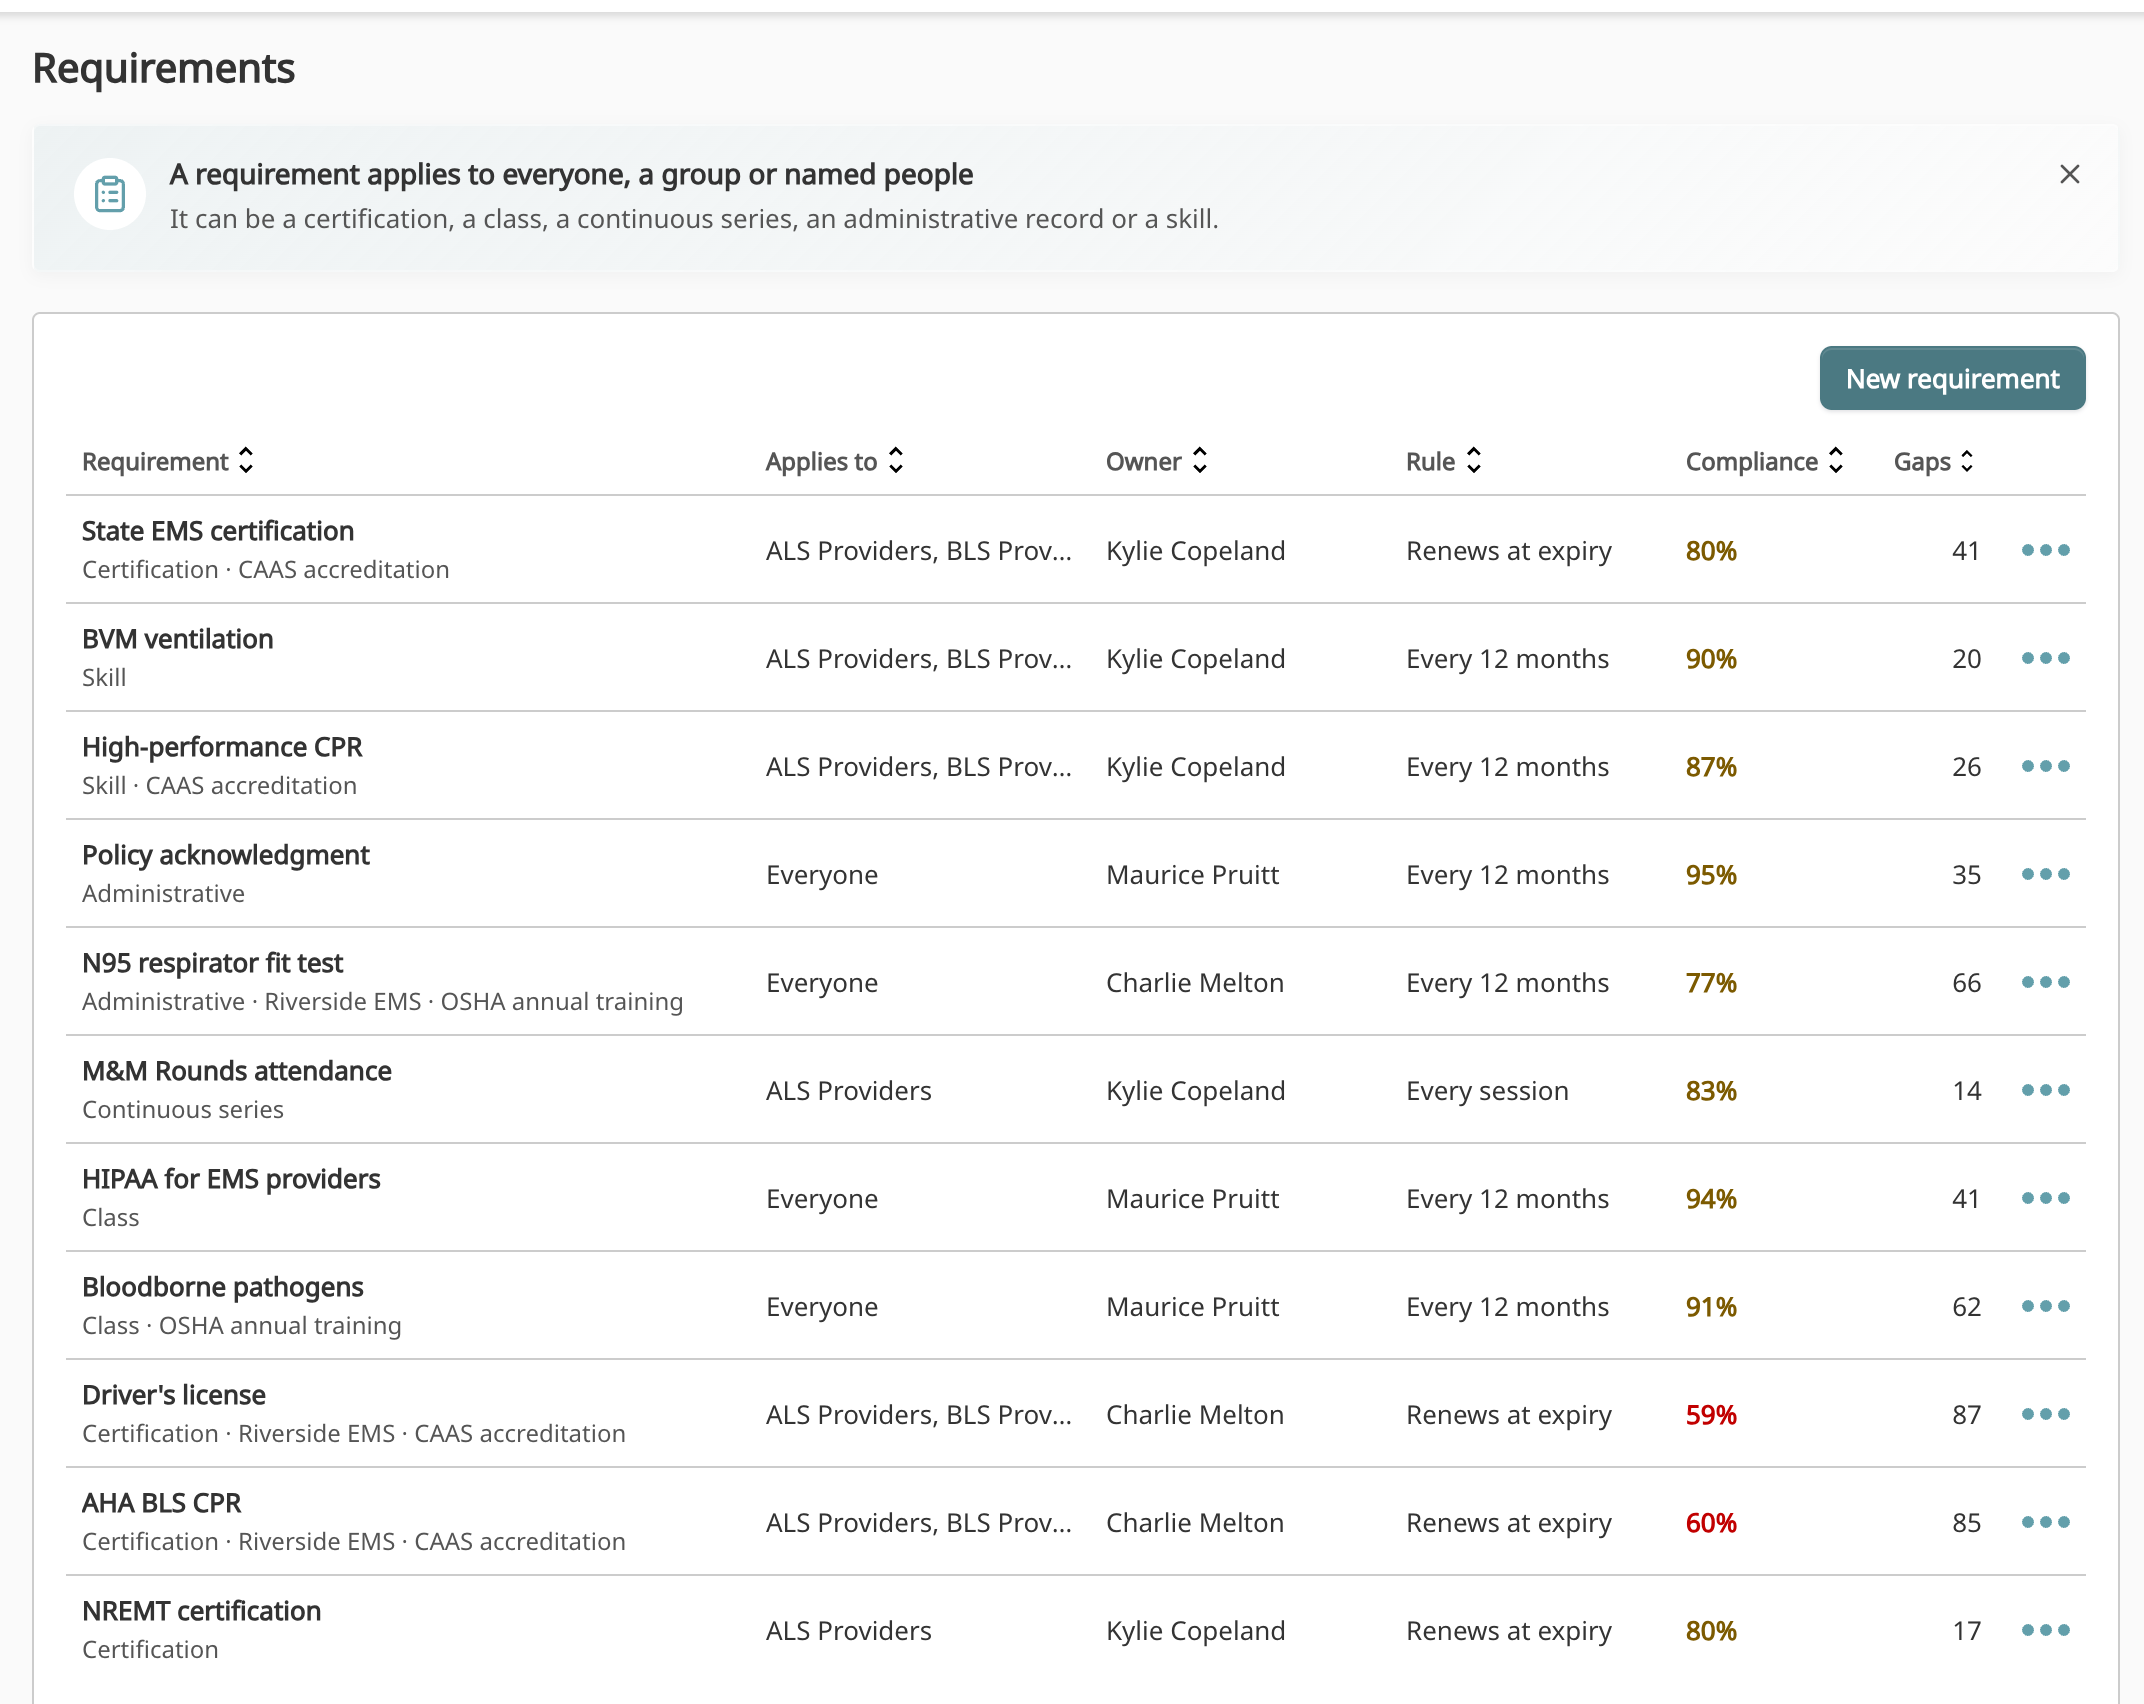 Requirements
A requirement applies to everyone, a group or named people
It can be a certification, a class, a continuous series, an administrative record or a skill.
New requirement
Requirement Applies to Owner Rule Compliance Gaps
State EMS certification
Certification · CAAS accreditation
ALS Providers, BLS Prov... Kylie Copeland Renews at expiry 80% 41
BVM ventilation
Skill
ALS Providers, BLS Prov... Kylie Copeland Every 12 months 90% 20
High-performance CPR
Skill · CAAS accreditation
ALS Providers, BLS Prov... Kylie Copeland Every 12 months 87% 26
Policy acknowledgment
Administrative
Everyone Maurice Pruitt Every 12 months 95% 35
N95 respirator fit test
Administrative · Riverside EMS · OSHA annual training
Everyone Charlie Melton Every 12 months 77% 66
M&M Rounds attendance
Continuous series
ALS Providers Kylie Copeland Every session 83% 14
HIPAA for EMS providers
Class
Everyone Maurice Pruitt Every 12 months 94% 41
Bloodborne pathogens
Class · OSHA annual training
Everyone Maurice Pruitt Every 12 months 91% 62
Driver's license
Certification · Riverside EMS · CAAS accreditation
ALS Providers, BLS Prov... Charlie Melton Renews at expiry 59% 87
AHA BLS CPR
Certification · Riverside EMS · CAAS accreditation
ALS Providers, BLS Prov... Charlie Melton Renews at expiry 60% 85
NREMT certification
Certification
ALS Providers Kylie Copeland Renews at expiry 80% 17